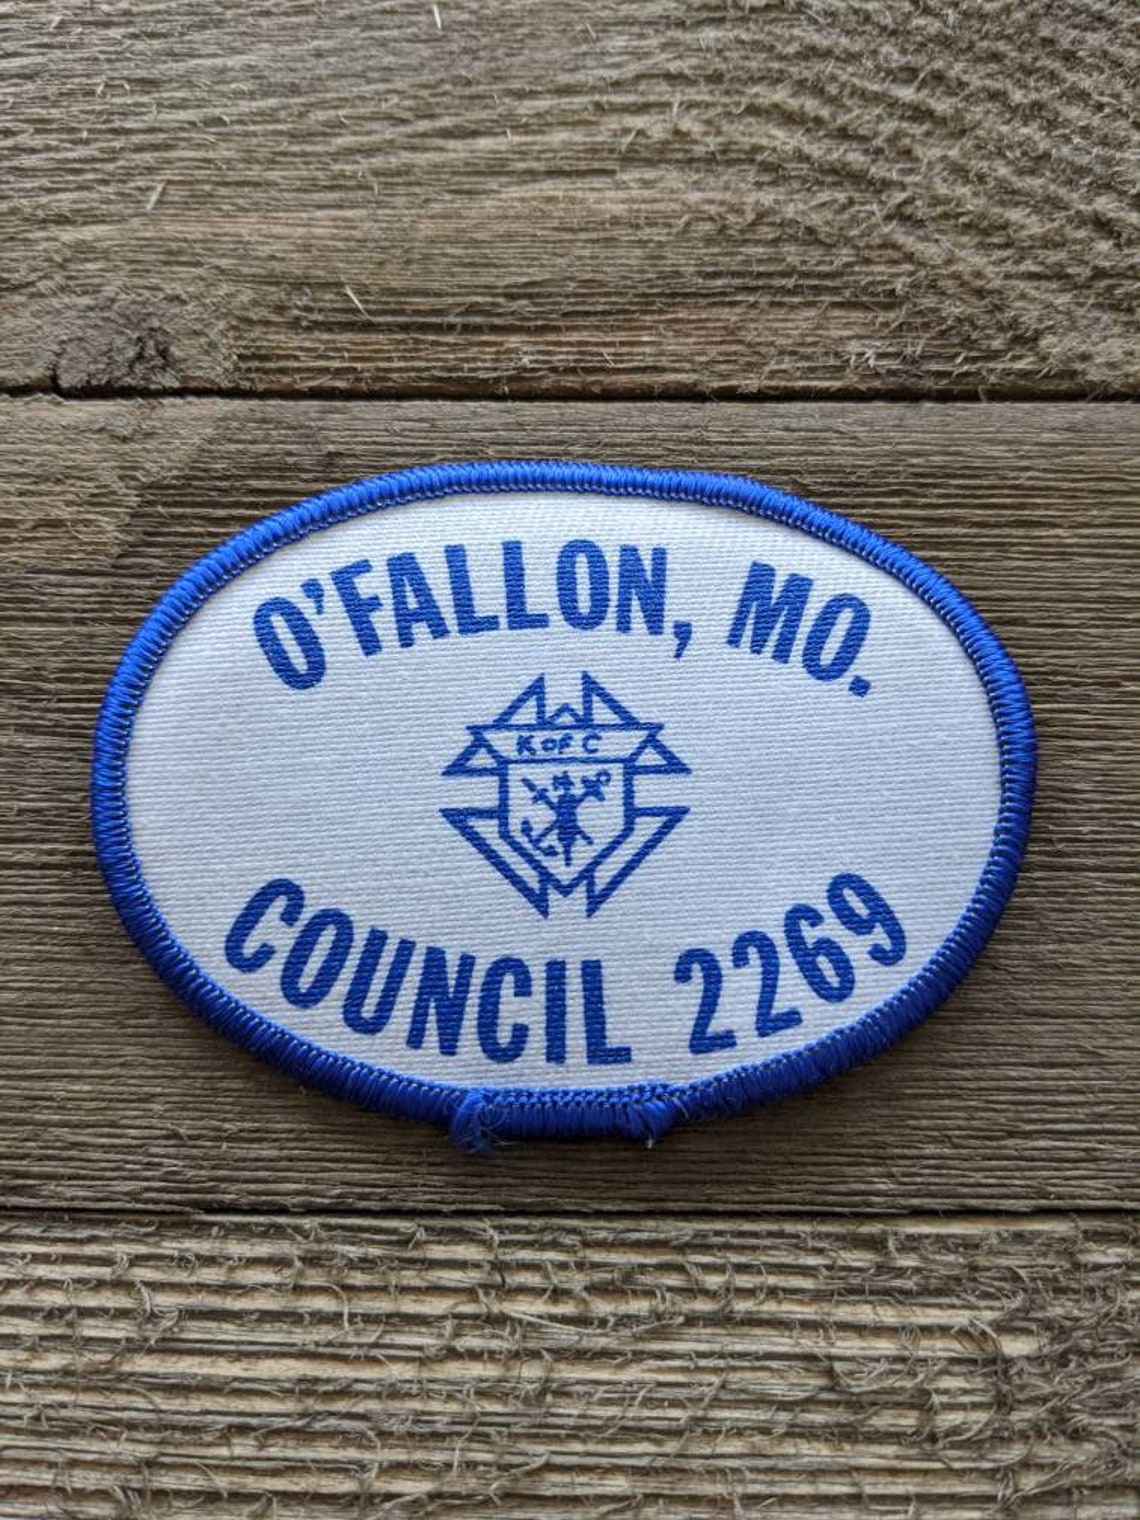 O'FALLON, MO.
K OF C
COUNCIL 2269